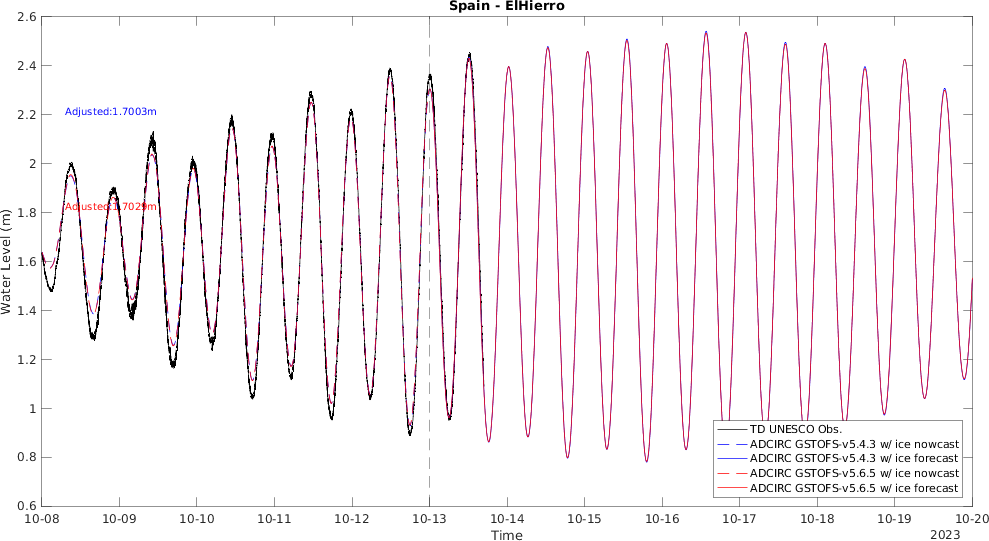 Spain - ElHierro
2.6
2.4
2.2
2
1.8
1.6
1.4
1.2
1
0.8
0.6
Water Level (m)
Adjusted:1.7003m
Adjusted:1.7029m
TD UNESCO Obs.
ADCIRC GSTOFS-v5.4.3 w/ ice nowcast
ADCIRC GSTOFS-v5.4.3 w/ ice forecast
ADCIRC GSTOFS-v5.6.5 w/ ice nowcast
ADCIRC GSTOFS-v5.6.5 w/ ice forecast
10-08 10-09 10-10 10-11 10-12 10-13 10-14 10-15 10-16 10-17 10-18 10-19 10-20
Time
2023